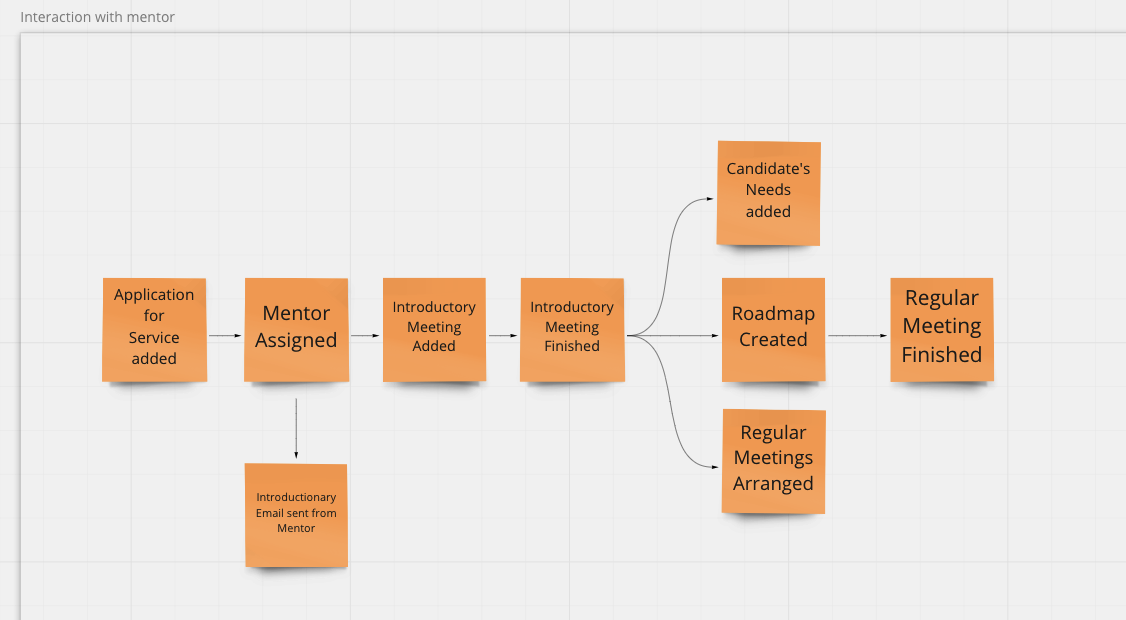 Interaction with mentor
Application
for
Service
added
Mentor
Assigned
Introductory
Meeting
Added
Introductory
Meeting
Finished
Candidate's
Needs
added
Roadmap
Created
Regular
Meeting
Finished
Regular
Meetings
Arranged
Introductionary
Email sent from
Mentor